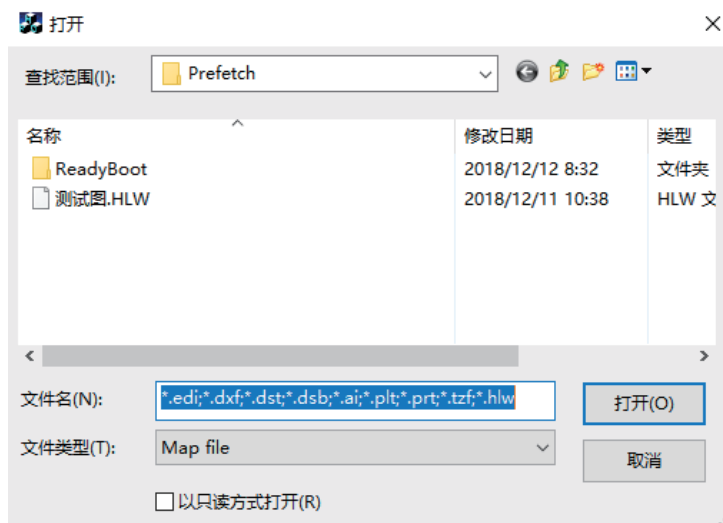 打开
查找范围(I): Prefetch
名称 修改日期 类型
ReadyBoot 2018/12/12 8:32 文件夹
测试图.HLW 2018/12/11 10:38 HLW 文
文件名(N): *.edi;*.dxf;*.dst;*.dsb;*.ai;*.plt;*.prt;*.tzf;*.hlw 打开(O)
文件类型(T): Map file 取消
以只读方式打开(R)